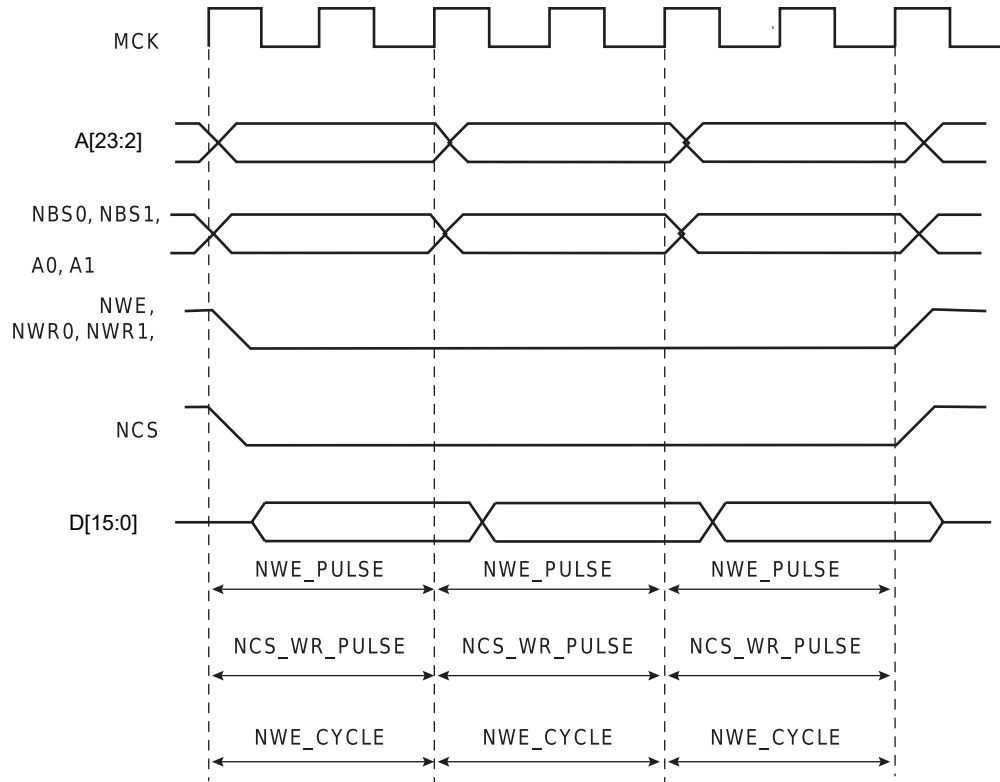 MCK
A[23:2]
NBS0, NBS1,
A0, A1
NWE,
NWR0, NWR1,
NCS
D[15:0]
NWE_PULSE NWE_PULSE NWE_PULSE
NCS_WR_PULSE NCS_WR_PULSE NCS_WR_PULSE
NWE_CYCLE NWE_CYCLE NWE_CYCLE